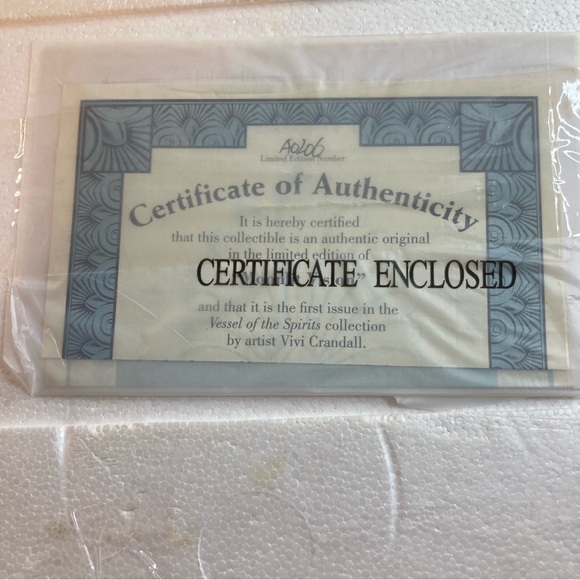 A0206
Limited Edition Number
Certificate of Authenticity
It is hereby certified
that this collectible is an authentic original
in the limited edition of
CERTIFICATE ENCLOSED
and that it is the first issue in the
Vessel of the Spirits collection
by artist Vivi Crandall.